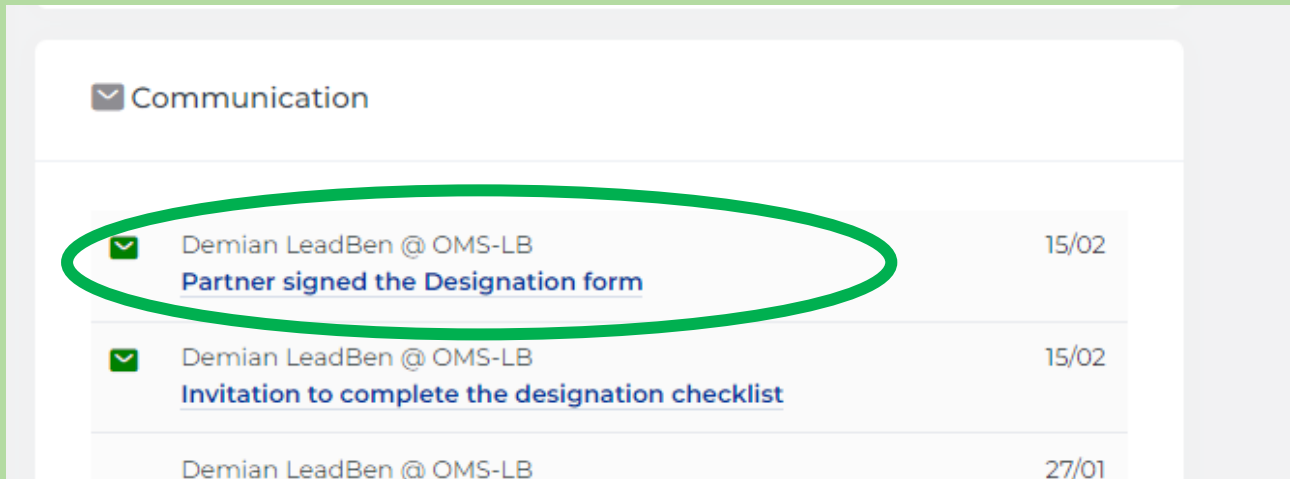 Communication
Demian LeadBen @ OMS-LB 15/02
Partner signed the Designation form
Demian LeadBen @ OMS-LB 15/02
Invitation to complete the designation checklist
Demian LeadBen @ OMS-LB 27/01